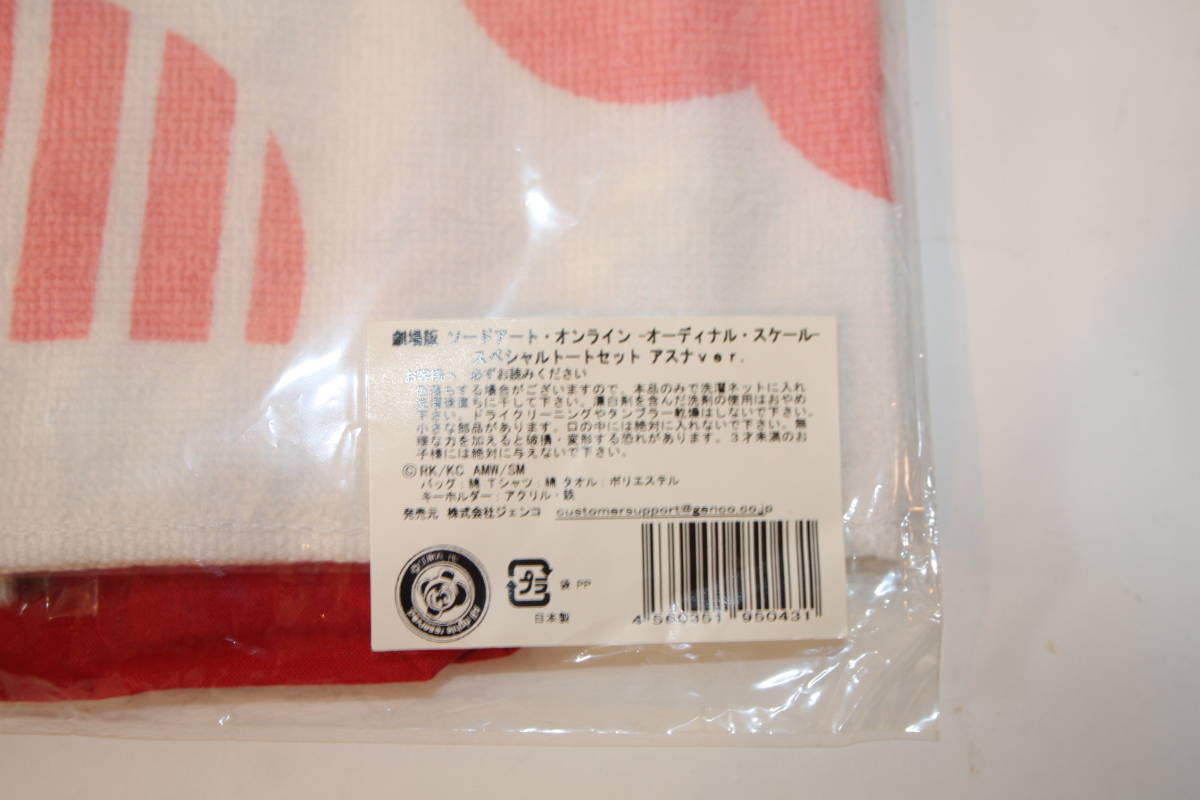 劇場版 ソードアート・オンライン -オーディナル・スケール-
スペシャルトートセット アスナver.
お客様へ 必ずお読みください
色落ちする場合がございますので、本品のみで洗濯ネットに入れ
洗濯後直ちに干して下さい。漂白剤を含んだ洗剤の使用はおやめ
下さい。ドライクリーニングやタンブラー乾燥はしないで下さい。
小さな部品があります。口の中には絶対に入れないで下さい。無
理な力を加えると破損・変形する恐れがあります。3才未満のお
子様には絶対に与えないで下さい。
©RK/KC AMW/SM
バッグ:綿 Tシャツ:綿 タオル:ポリエステル
キーホルダー:アクリル・鉄
発売元 株式会社ジェンコ customersupport@genco.co.jp
all rights reserved
プラ
袋 PP
日本製
4 560351 950431